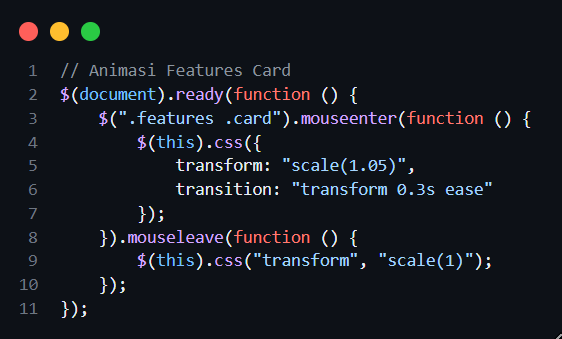 1 // Animasi Features Card
2 $(document).ready(function () {
3     $(".features .card").mouseenter(function () {
4         $(this).css({
5             transform: "scale(1.05)",
6             transition: "transform 0.3s ease"
7         });
8     }).mouseleave(function () {
9         $(this).css("transform", "scale(1)");
10     });
11 });